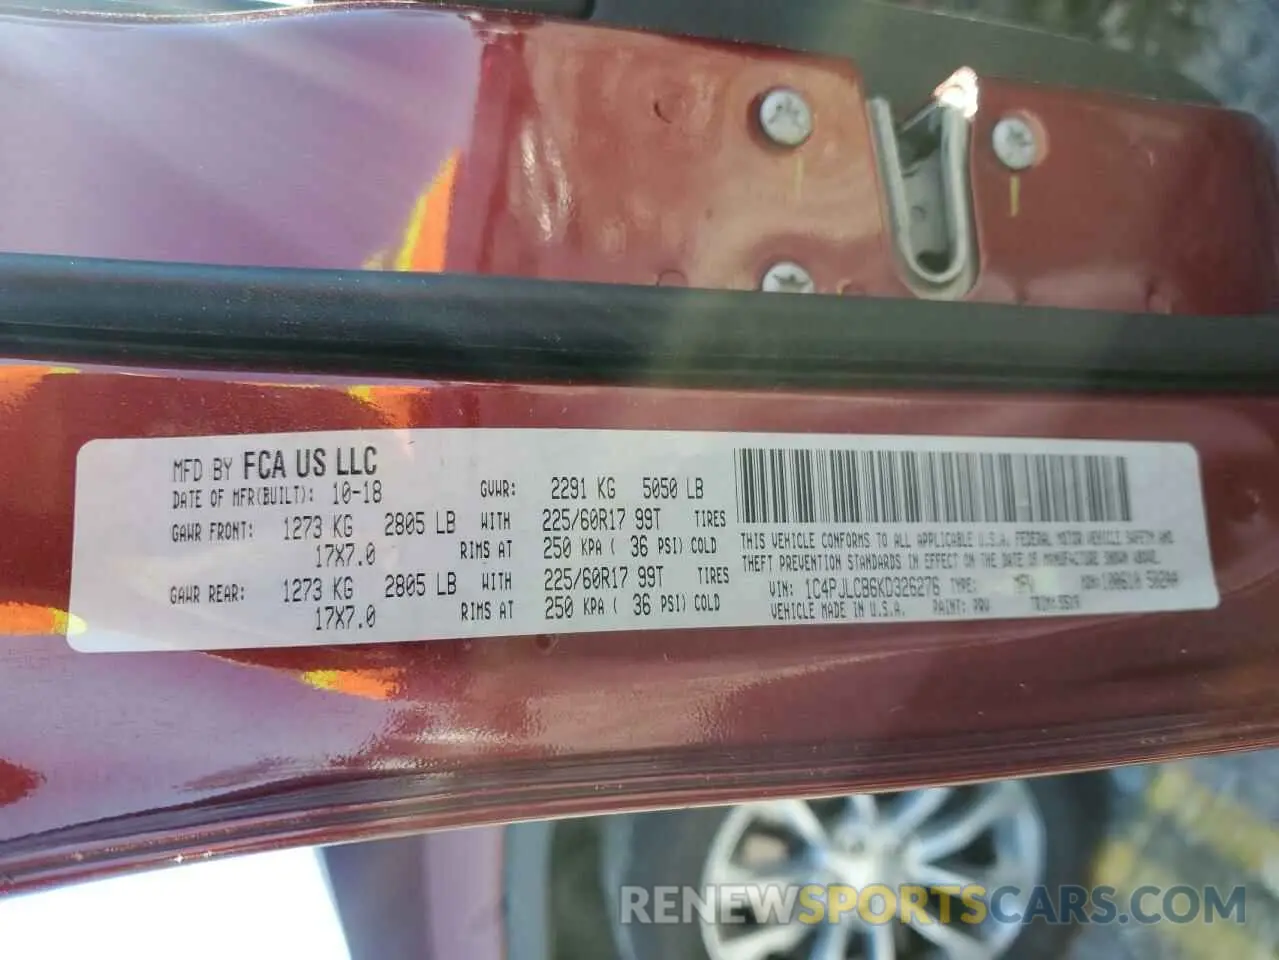 MFD BY FCA US LLC
DATE OF MFR(BUILT): 10-18 GVWR: 2291 KG 5050 LB
GAWR FRONT: 1273 KG 2805 LB WITH 225/60R17 99T TIRES
17X7.0 RIMS AT 250 KPA ( 36 PSI) COLD
GAWR REAR: 1273 KG 2805 LB WITH 225/60R17 99T TIRES
17X7.0 RIMS AT 250 KPA ( 36 PSI) COLD
THIS VEHICLE CONFORMS TO ALL APPLICABLE U.S.A. FEDERAL MOTOR VEHICLE SAFETY AND
THEFT PREVENTION STANDARDS IN EFFECT ON THE DATE OF MANUFACTURE SHOWN ABOVE.
VIN: 1C4PJLCB6KD326276 TYPE: MPV
VEHICLE MADE IN U.S.A. PAINT: PRV
RENEWSPORTSCARS.COM